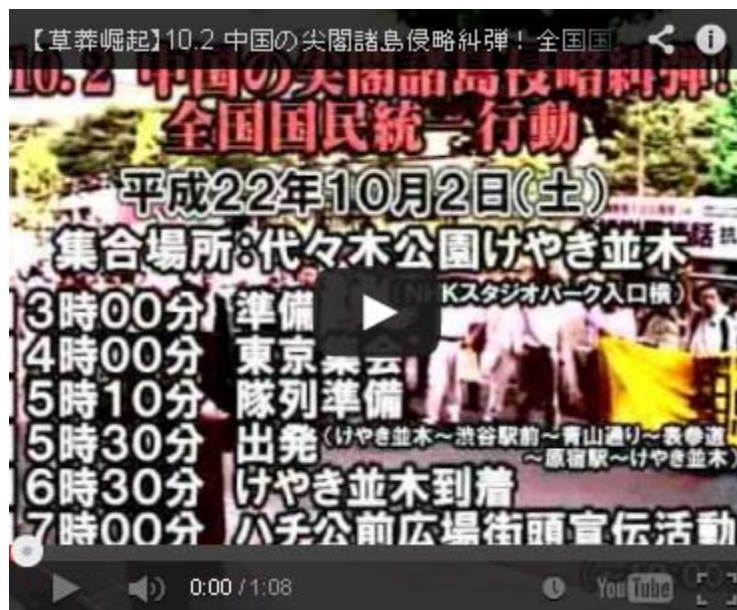 【草莽崛起】10.2 中国の尖閣諸島侵略糾弾！全国国
10.2 中国の尖閣諸島侵略糾弾！
全国国民統一行動
平成22年10月2日(土)
集合場所：代々木公園けやき並木
(NHKスタジオパーク入口横)
3時00分 準備
4時00分 東京集会
5時10分 隊列準備
5時30分 出発(けやき並木〜渋谷駅前〜青山通り〜表参道
〜原宿駅〜けやき並木)
6時30分 けやき並木到着
7時00分 ハチ公前広場街頭宣伝活動
0:00 / 1:08
YouTube